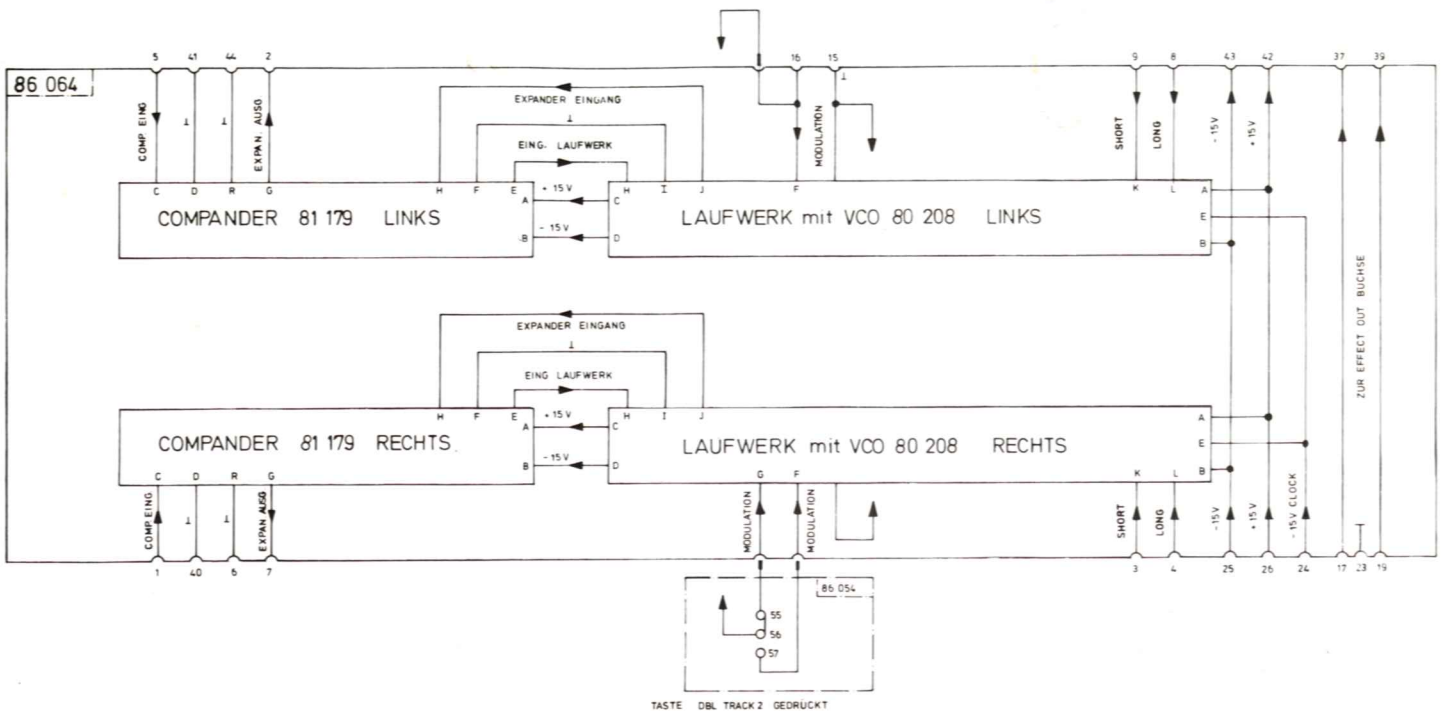 5 41 44 2 16 15 9 8 43 42 37 39
86 064
COMP. EING
⊥
⊥
EXPAN. AUSG
EXPANDER EINGANG
⊥
EING. LAUFWERK
MODULATION
⊥
SHORT
LONG
- 15 V
+ 15 V
C D R G H F E + 15 V H I J F K L
A C A
COMPANDER 81 179 LINKS
LAUFWERK mit VCO 80 208 LINKS
E
- 15 V
B D B
ZUR EFFECT OUT BUCHSE
EXPANDER EINGANG
⊥
EING LAUFWERK
H F E + 15 V H I J
A C A
COMPANDER 81 179 RECHTS
LAUFWERK mit VCO 80 208 RECHTS
E
- 15 V
B D B
C D R G G F K L
COMP.EING
⊥
⊥
EXPAN AUSG
MODULATION
MODULATION
SHORT
LONG
- 15V
+ 15V
- 15V CLOCK
1 40 6 7 3 4 25 26 24 17 23 19
86 054
55
56
57
TASTE DBL TRACK 2 GEDRÜCKT